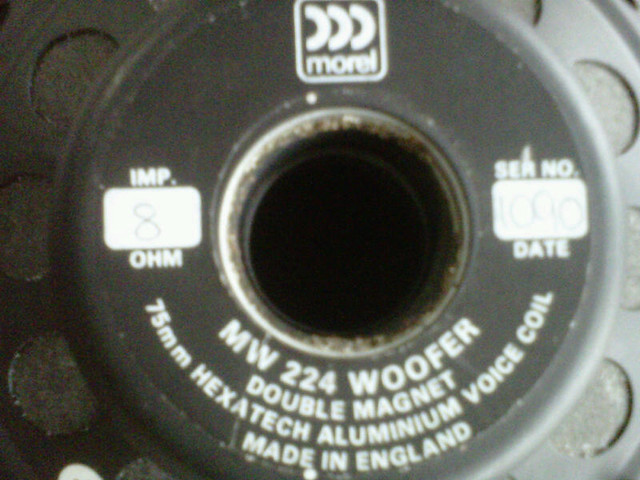 morel
IMP.
8
OHM
SER NO.
1090
DATE
MW 224 WOOFER
DOUBLE MAGNET
75mm HEXATECH ALUMINIUM VOICE COIL
MADE IN ENGLAND